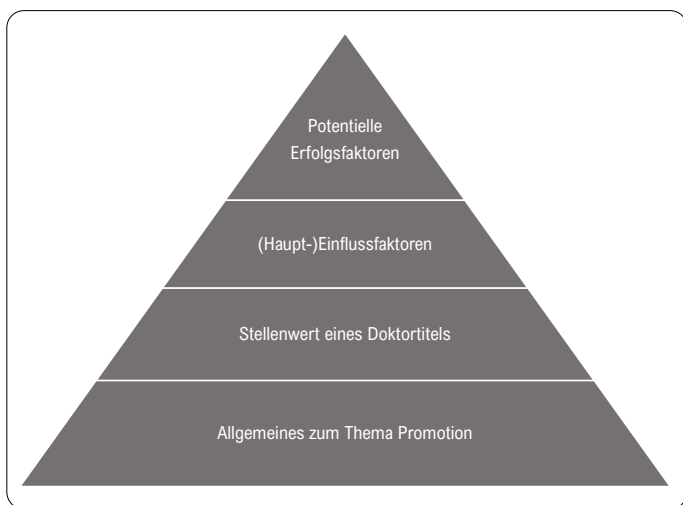 Potentielle
Erfolgsfaktoren
(Haupt-)Einflussfaktoren
Stellenwert eines Doktortitels
Allgemeines zum Thema Promotion